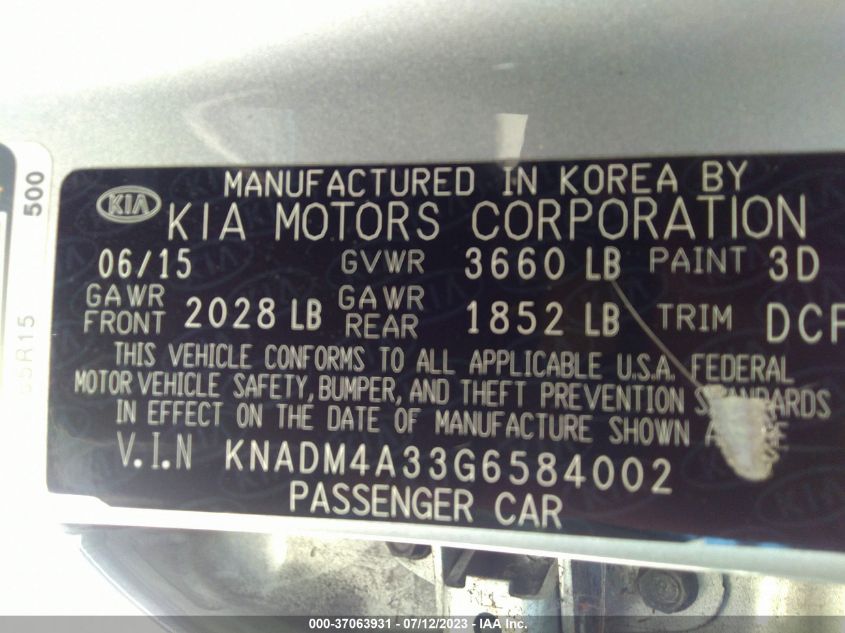 500
5R15
MANUFACTURED IN KOREA BY
KIA KIA MOTORS CORPORATION
06/15 GVWR 3660 LB PAINT 3D
GAWR FRONT 2028 LB GAWR REAR 1852 LB TRIM DCF
THIS VEHICLE CONFORMS TO ALL APPLICABLE U.S.A. FEDERAL
MOTOR VEHICLE SAFETY, BUMPER, AND THEFT PREVENTION STANDARDS
IN EFFECT ON THE DATE OF MANUFACTURE SHOWN
V.I.N KNADM4A33G6584002
PASSENGER CAR
000-37063931 - 07/12/2023 - IAA Inc.